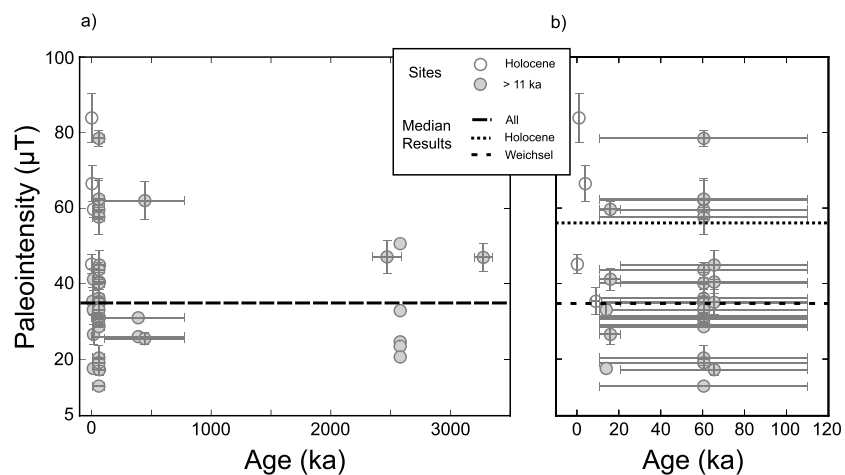 a)
b)
Sites
Holocene
> 11 ka
Median
Results
All
Holocene
Weichsel
Paleointensity (µT)
100
80
60
40
20
5
0
1000
2000
3000
Age (ka)
0
20
40
60
80
100
120
Age (ka)